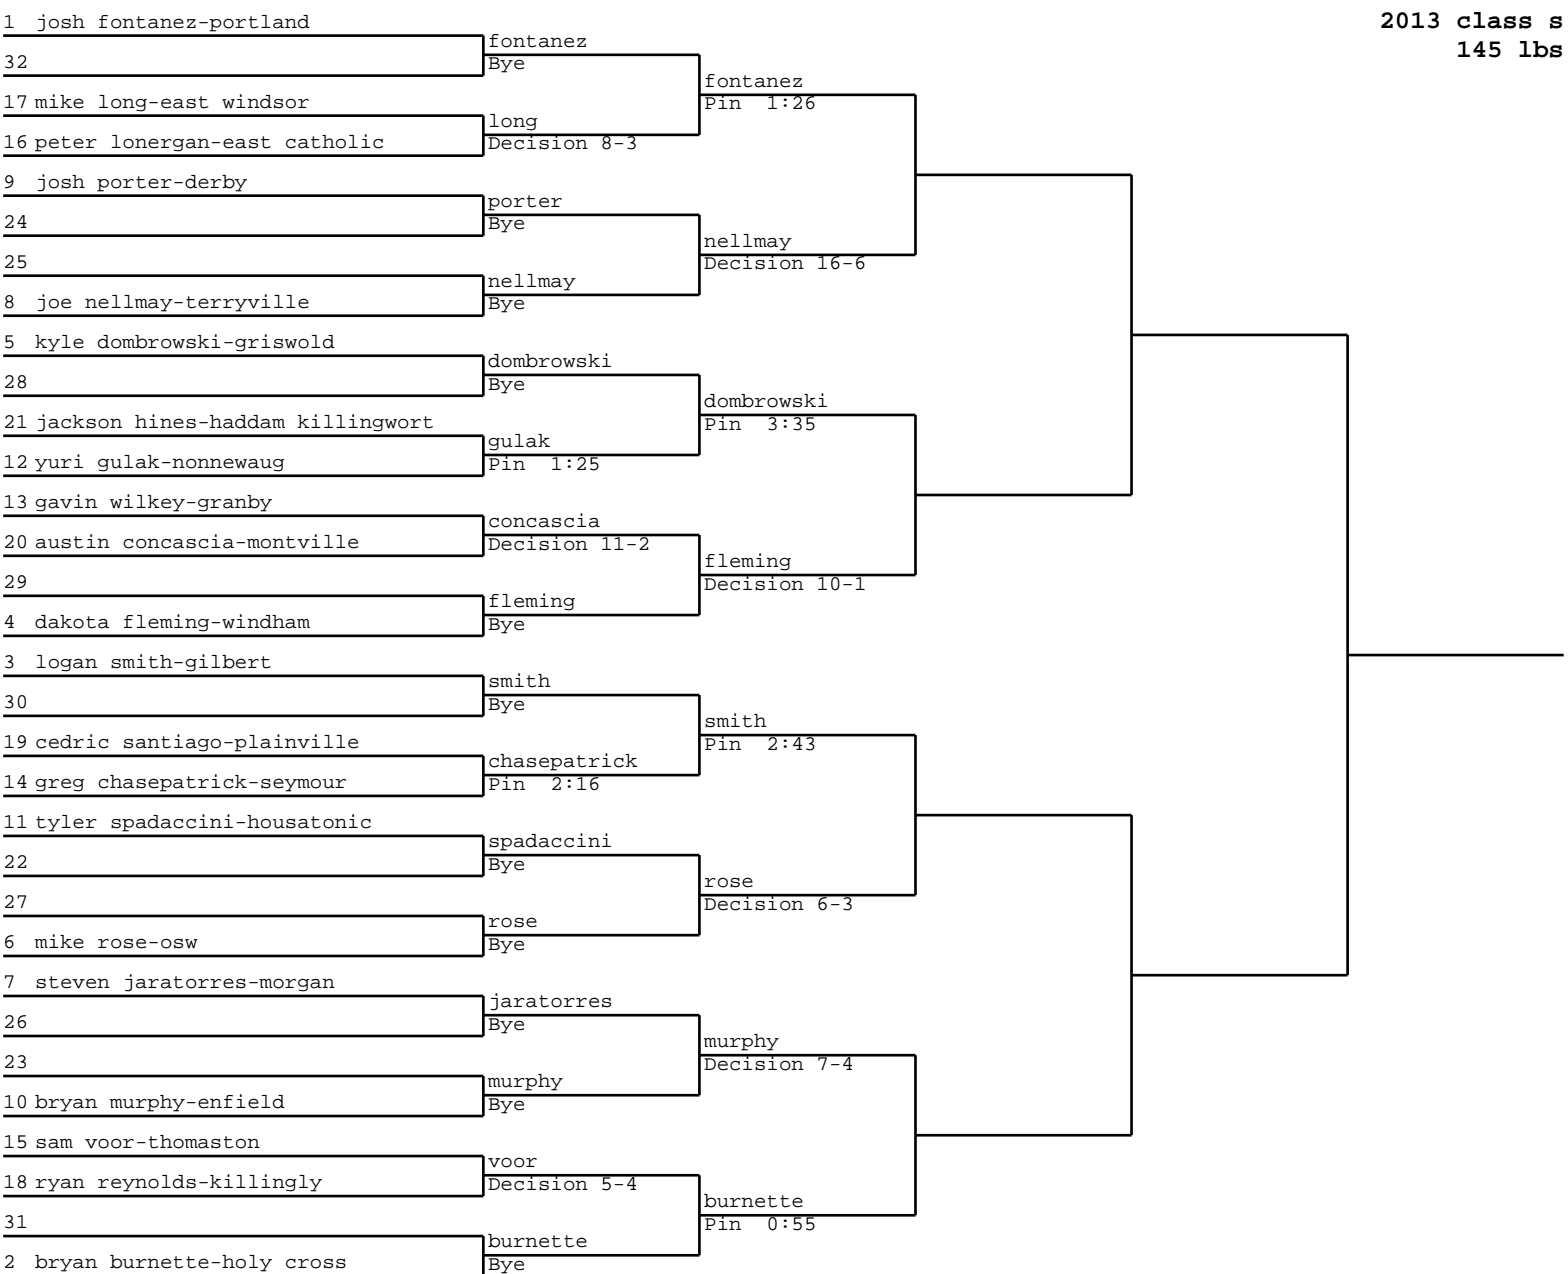 2013 class s
145 lbs
1 josh fontanez-portland
32
17 mike long-east windsor
16 peter lonergan-east catholic
9 josh porter-derby
24
25
8 joe nellmay-terryville
5 kyle dombrowski-griswold
28
21 jackson hines-haddam killingwort
12 yuri gulak-nonnewaug
13 gavin wilkey-granby
20 austin concascia-montville
29
4 dakota fleming-windham
3 logan smith-gilbert
30
19 cedric santiago-plainville
14 greg chasepatrick-seymour
11 tyler spadaccini-housatonic
22
27
6 mike rose-osw
7 steven jaratorres-morgan
26
23
10 bryan murphy-enfield
15 sam voor-thomaston
18 ryan reynolds-killingly
31
2 bryan burnette-holy cross
fontanez
Bye
long
Decision 8-3
porter
Bye
nellmay
Bye
dombrowski
Bye
gulak
Pin 1:25
concascia
Decision 11-2
fleming
Bye
smith
Bye
chasepatrick
Pin 2:16
spadaccini
Bye
rose
Bye
jaratorres
Bye
murphy
Bye
voor
Decision 5-4
burnette
Bye
fontanez
Pin 1:26
nellmay
Decision 16-6
dombrowski
Pin 3:35
fleming
Decision 10-1
smith
Pin 2:43
rose
Decision 6-3
murphy
Decision 7-4
burnette
Pin 0:55